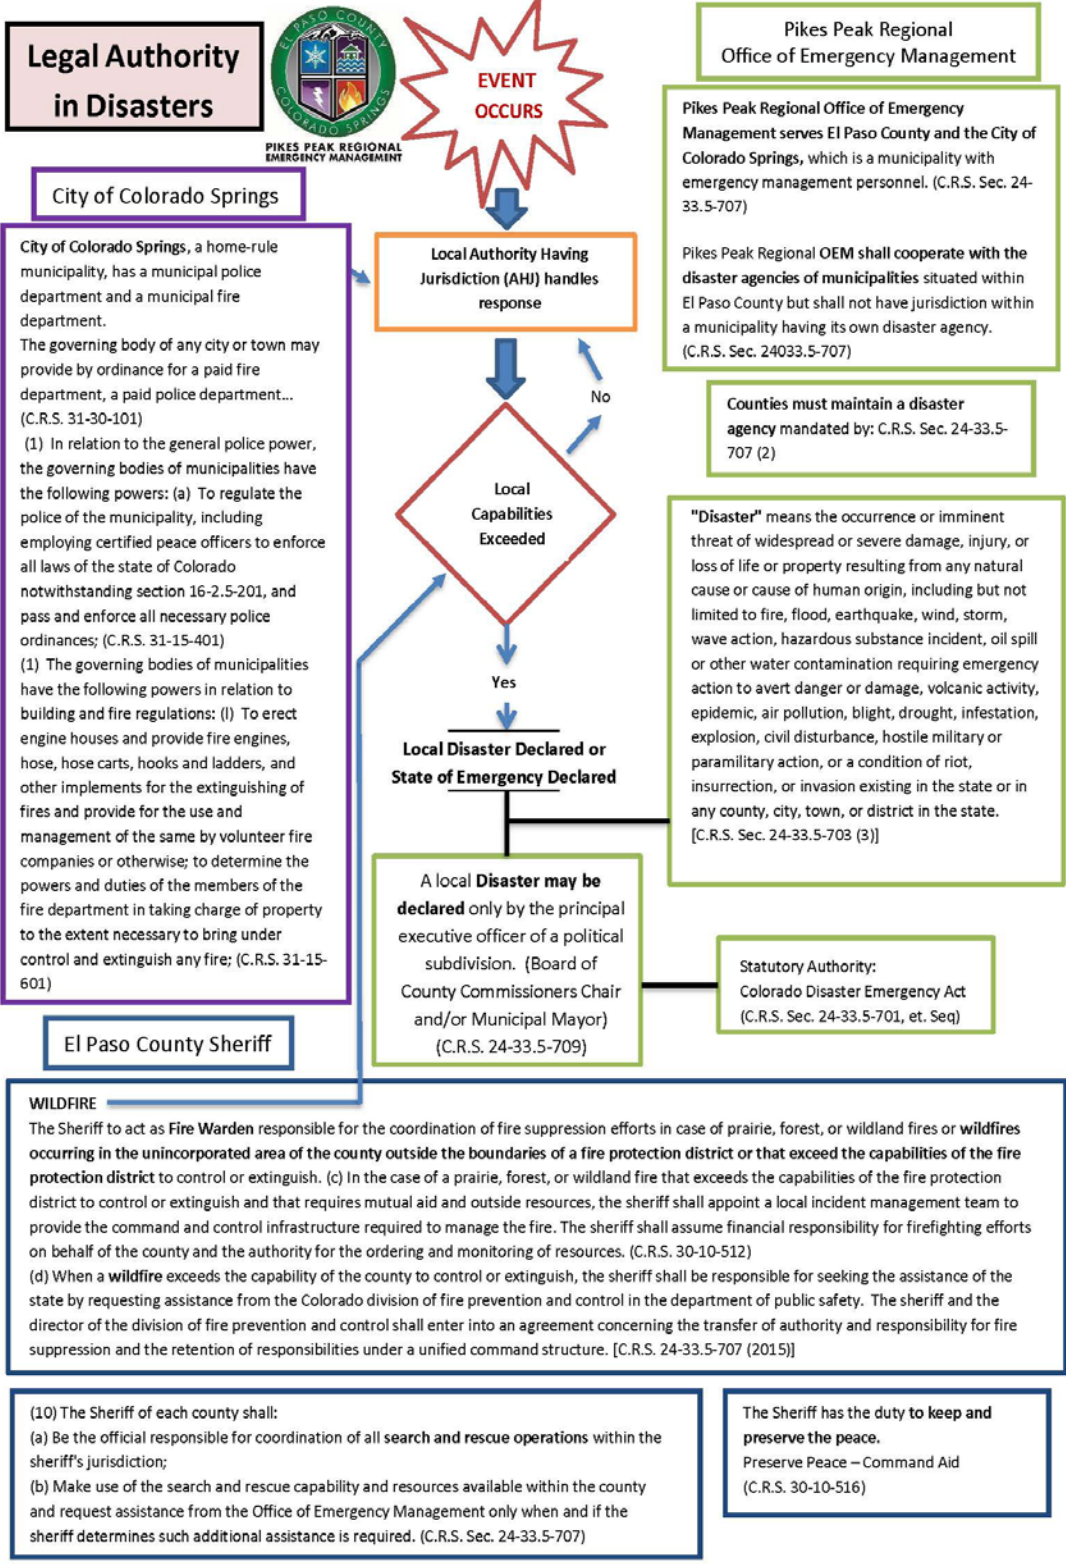 Legal Authority
in Disasters
EL PASO COUNTY
COLORADO SPRINGS
PIKES PEAK REGIONAL
EMERGENCY MANAGEMENT
EVENT
OCCURS
Pikes Peak Regional
Office of Emergency Management
Pikes Peak Regional Office of Emergency
Management serves El Paso County and the City of
Colorado Springs, which is a municipality with
emergency management personnel. (C.R.S. Sec. 24-
33.5-707)
Pikes Peak Regional OEM shall cooperate with the
disaster agencies of municipalities situated within
El Paso County but shall not have jurisdiction within
a municipality having its own disaster agency.
(C.R.S. Sec. 24033.5-707)
City of Colorado Springs
City of Colorado Springs, a home-rule
municipality, has a municipal police
department and a municipal fire
department.
The governing body of any city or town may
provide by ordinance for a paid fire
department, a paid police department...
(C.R.S. 31-30-101)
(1) In relation to the general police power,
the governing bodies of municipalities have
the following powers: (a) To regulate the
police of the municipality, including
employing certified peace officers to enforce
all laws of the state of Colorado
notwithstanding section 16-2.5-201, and
pass and enforce all necessary police
ordinances; (C.R.S. 31-15-401)
(1) The governing bodies of municipalities
have the following powers in relation to
building and fire regulations: (l) To erect
engine houses and provide fire engines,
hose, hose carts, hooks and ladders, and
other implements for the extinguishing of
fires and provide for the use and
management of the same by volunteer fire
companies or otherwise; to determine the
powers and duties of the members of the
fire department in taking charge of property
to the extent necessary to bring under
control and extinguish any fire; (C.R.S. 31-15-
601)
Local Authority Having
Jurisdiction (AHJ) handles
response
No
Local
Capabilities
Exceeded
Yes
Local Disaster Declared or
State of Emergency Declared
Counties must maintain a disaster
agency mandated by: C.R.S. Sec. 24-33.5-
707 (2)
"Disaster" means the occurrence or imminent
threat of widespread or severe damage, injury, or
loss of life or property resulting from any natural
cause or cause of human origin, including but not
limited to fire, flood, earthquake, wind, storm,
wave action, hazardous substance incident, oil spill
or other water contamination requiring emergency
action to avert danger or damage, volcanic activity,
epidemic, air pollution, blight, drought, infestation,
explosion, civil disturbance, hostile military or
paramilitary action, or a condition of riot,
insurrection, or invasion existing in the state or in
any county, city, town, or district in the state.
[C.R.S. Sec. 24-33.5-703 (3)]
A local Disaster may be
declared only by the principal
executive officer of a political
subdivision. (Board of
County Commissioners Chair
and/or Municipal Mayor)
(C.R.S. 24-33.5-709)
Statutory Authority:
Colorado Disaster Emergency Act
(C.R.S. Sec. 24-33.5-701, et. Seq)
El Paso County Sheriff
WILDFIRE
The Sheriff to act as Fire Warden responsible for the coordination of fire suppression efforts in case of prairie, forest, or wildland fires or wildfires
occurring in the unincorporated area of the county outside the boundaries of a fire protection district or that exceed the capabilities of the fire
protection district to control or extinguish. (c) In the case of a prairie, forest, or wildland fire that exceeds the capabilities of the fire protection
district to control or extinguish and that requires mutual aid and outside resources, the sheriff shall appoint a local incident management team to
provide the command and control infrastructure required to manage the fire. The sheriff shall assume financial responsibility for firefighting efforts
on behalf of the county and the authority for the ordering and monitoring of resources. (C.R.S. 30-10-512)
(d) When a wildfire exceeds the capability of the county to control or extinguish, the sheriff shall be responsible for seeking the assistance of the
state by requesting assistance from the Colorado division of fire prevention and control in the department of public safety. The sheriff and the
director of the division of fire prevention and control shall enter into an agreement concerning the transfer of authority and responsibility for fire
suppression and the retention of responsibilities under a unified command structure. [C.R.S. 24-33.5-707 (2015)]
(10) The Sheriff of each county shall:
(a) Be the official responsible for coordination of all search and rescue operations within the
sheriff's jurisdiction;
(b) Make use of the search and rescue capability and resources available within the county
and request assistance from the Office of Emergency Management only when and if the
sheriff determines such additional assistance is required. (C.R.S. Sec. 24-33.5-707)
The Sheriff has the duty to keep and
preserve the peace.
Preserve Peace – Command Aid
(C.R.S. 30-10-516)